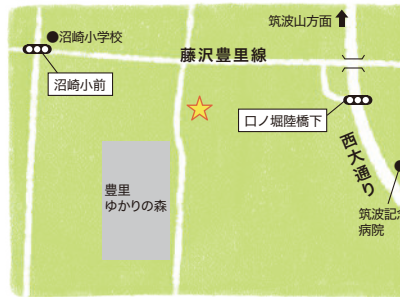 筑波山方面
沼崎小学校
藤沢豊里線
沼崎小前
口ノ堀陸橋下
西大通り
豊里
ゆかりの森
筑波記念
病院